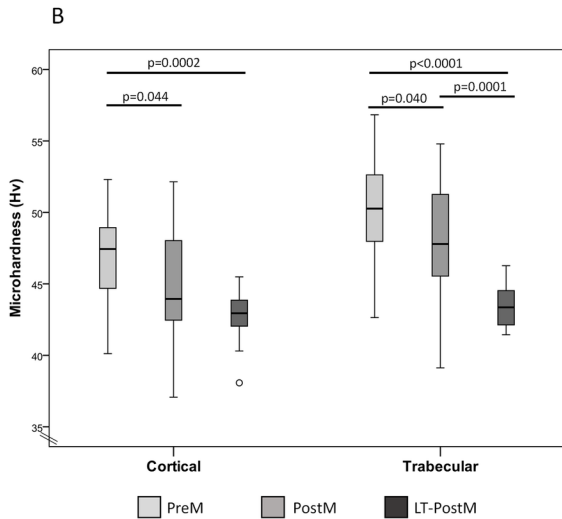 B
p=0.0002
p<0.0001
p=0.044
p=0.040
p=0.0001
Microhardness (Hv)
60
55
50
45
40
35
Cortical
Trabecular
PreM
PostM
LT-PostM